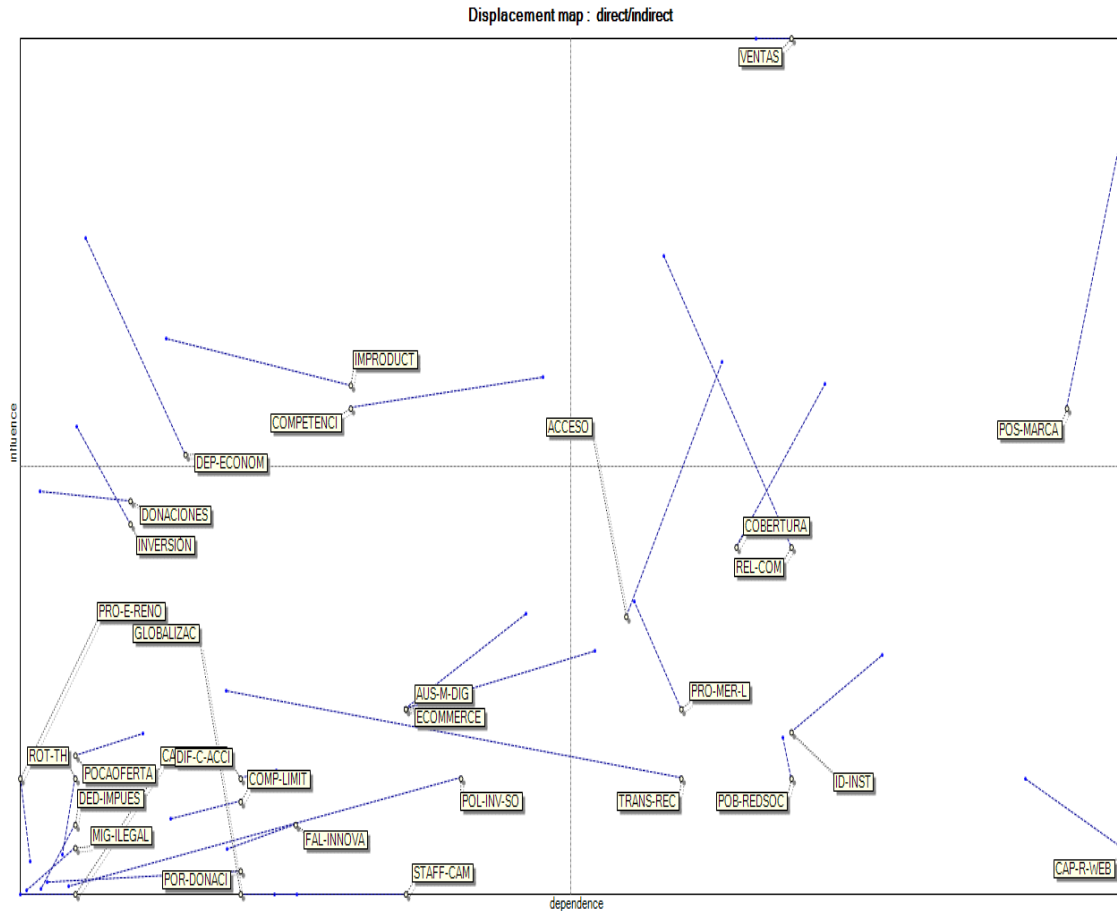 Displacement map : direct/indirect
VENTAS
influence
IMPRODUCT
COMPETENCI
ACCESO
POS-MARCA
DEP-ECONOM
DONACIONES
COBERTURA
INVERSIÓN
REL-COM
PRO-E-RENO
GLOBALIZAC
AUS-M-DIG
PRO-MER-L
ECOMMERCE
ROT-TH
DIF-C-ACCI
POCAOFERTA
COMP-LIMIT
ID-INST
DED-IMPUES
POL-INV-SO
TRANS-REC
POB-REDSOC
MIG-ILEGAL
FAL-INNOVA
CAP-R-WEB
POR-DONACI
STAFF-CAM
dependence